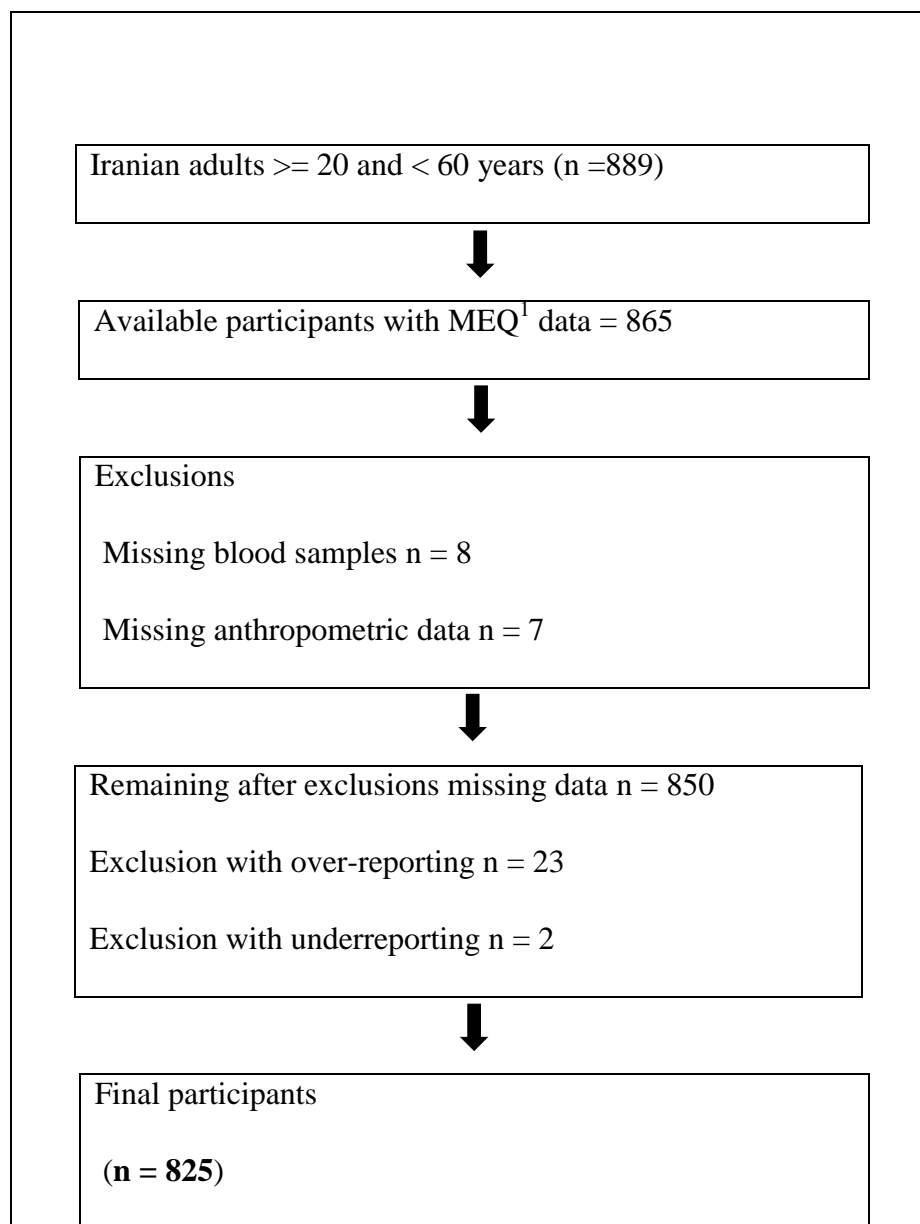 Iranian adults >= 20 and < 60 years (n =889)
Available participants with MEQ¹ data = 865
Exclusions
Missing blood samples n = 8
Missing anthropometric data n = 7
Remaining after exclusions missing data n = 850
Exclusion with over-reporting n = 23
Exclusion with underreporting n = 2
Final participants
(n = 825)